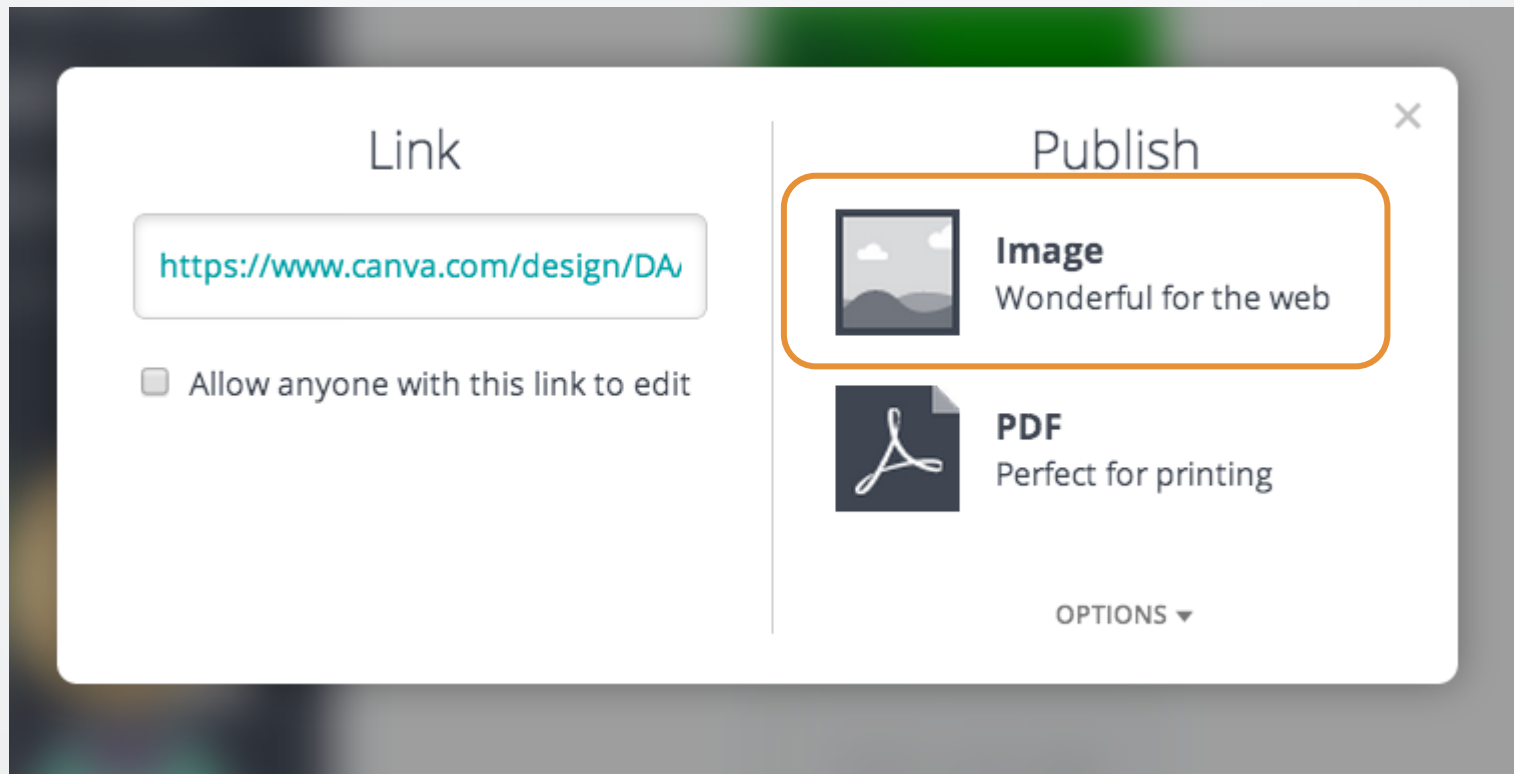 Link
https://www.canva.com/design/DA
Allow anyone with this link to edit
Publish
Image
Wonderful for the web
PDF
Perfect for printing
OPTIONS